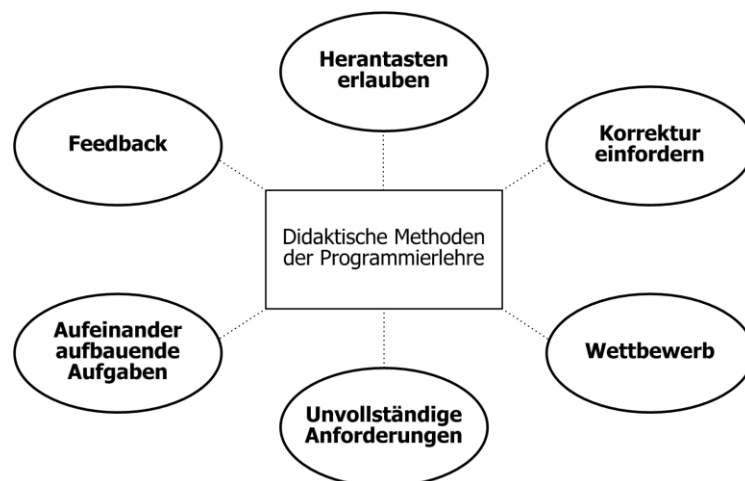 Herantasten
erlauben
Feedback
Korrektur
einfordern
Didaktische Methoden
der Programmierlehre
Aufeinander
aufbauende
Aufgaben
Wettbewerb
Unvollständige
Anforderungen